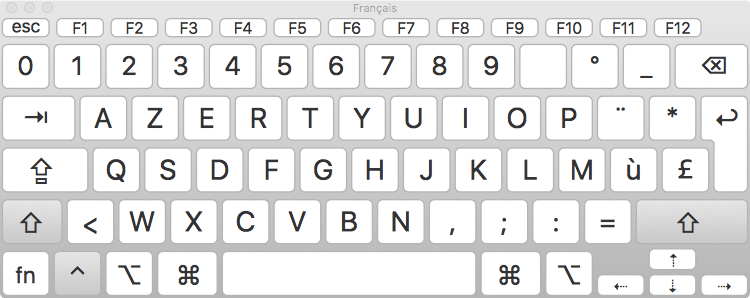 Français
esc F1 F2 F3 F4 F5 F6 F7 F8 F9 F10 F11 F12
0 1 2 3 4 5 6 7 8 9 ° _ ⌫
⇥ A Z E R T Y U I O P ¨ * ↩
⇪ Q S D F G H J K L M ù £
⇧ < W X C V B N , ; : = ⇧
fn ^ ⌥ ⌘ ⌘ ⌥ ⇠ ⇡ ⇣ ⇢